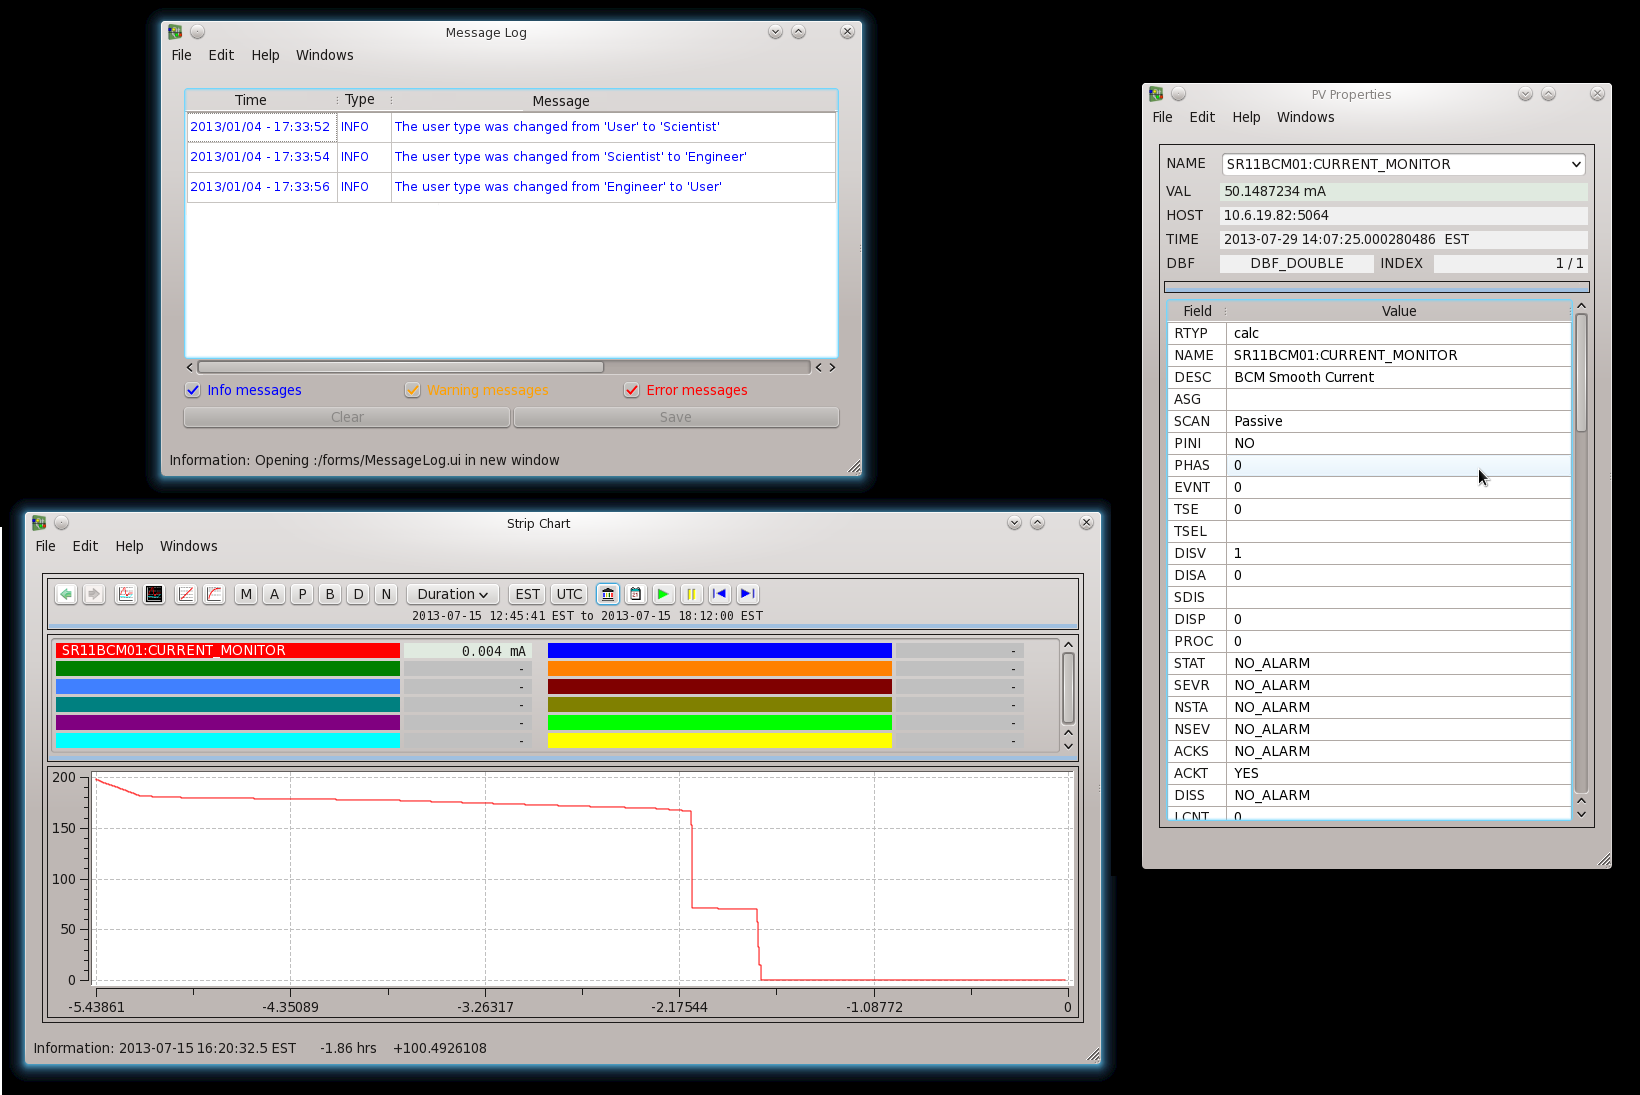 Message Log
File Edit Help Windows
Time Type Message
2013/01/04 - 17:33:52 INFO The user type was changed from 'User' to 'Scientist'
2013/01/04 - 17:33:54 INFO The user type was changed from 'Scientist' to 'Engineer'
2013/01/04 - 17:33:56 INFO The user type was changed from 'Engineer' to 'User'
Info messages Warning messages Error messages
Clear Save
Information: Opening :/forms/MessageLog.ui in new window
PV Properties
File Edit Help Windows
NAME SR11BCM01:CURRENT_MONITOR
VAL 50.1487234 mA
HOST 10.6.19.82:5064
TIME 2013-07-29 14:07:25.000280486 EST
DBF DBF_DOUBLE INDEX 1 / 1
Field Value
RTYP calc
NAME SR11BCM01:CURRENT_MONITOR
DESC BCM Smooth Current
ASG
SCAN Passive
PINI NO
PHAS 0
EVNT 0
TSE 0
TSEL
DISV 1
DISA 0
SDIS
DISP 0
PROC 0
STAT NO_ALARM
SEVR NO_ALARM
NSTA NO_ALARM
NSEV NO_ALARM
ACKS NO_ALARM
ACKT YES
DISS NO_ALARM
LCNT 0
Strip Chart
File Edit Help Windows
M A P B D N Duration EST UTC
2013-07-15 12:45:41 EST to 2013-07-15 18:12:00 EST
SR11BCM01:CURRENT_MONITOR 0.004 mA -
- -
- -
- -
- -
- -
200
150
100
50
0
-5.43861 -4.35089 -3.26317 -2.17544 -1.08772 0
Information: 2013-07-15 16:20:32.5 EST -1.86 hrs +100.4926108